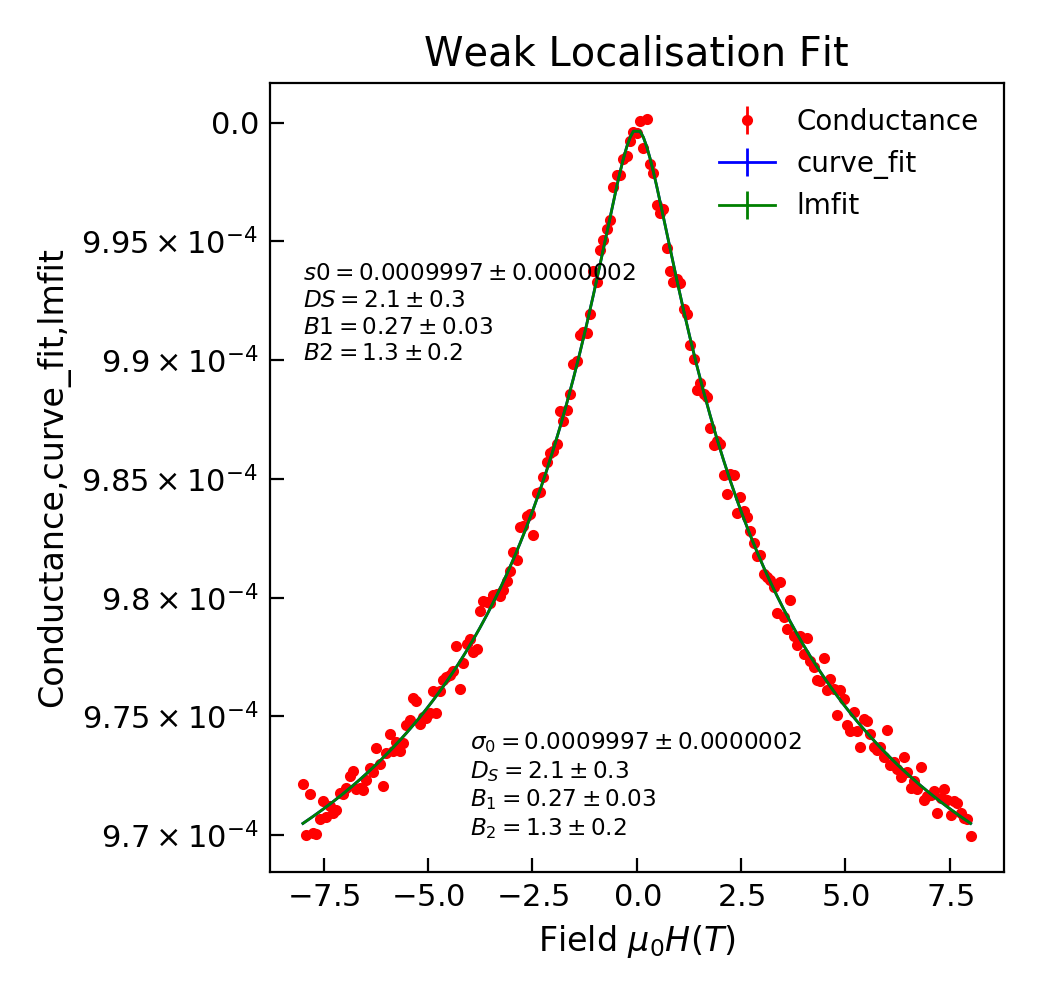 Weak Localisation Fit
0.0
9.95 × 10⁻⁴
9.9 × 10⁻⁴
9.85 × 10⁻⁴
9.8 × 10⁻⁴
9.75 × 10⁻⁴
9.7 × 10⁻⁴
Conductance,curve_fit,lmfit
Conductance
curve_fit
lmfit
s0 = 0.0009997 ± 0.0000002
DS = 2.1 ± 0.3
B1 = 0.27 ± 0.03
B2 = 1.3 ± 0.2
σ₀ = 0.0009997 ± 0.0000002
D_S = 2.1 ± 0.3
B₁ = 0.27 ± 0.03
B₂ = 1.3 ± 0.2
−7.5 −5.0 −2.5 0.0 2.5 5.0 7.5
Field μ₀H(T)